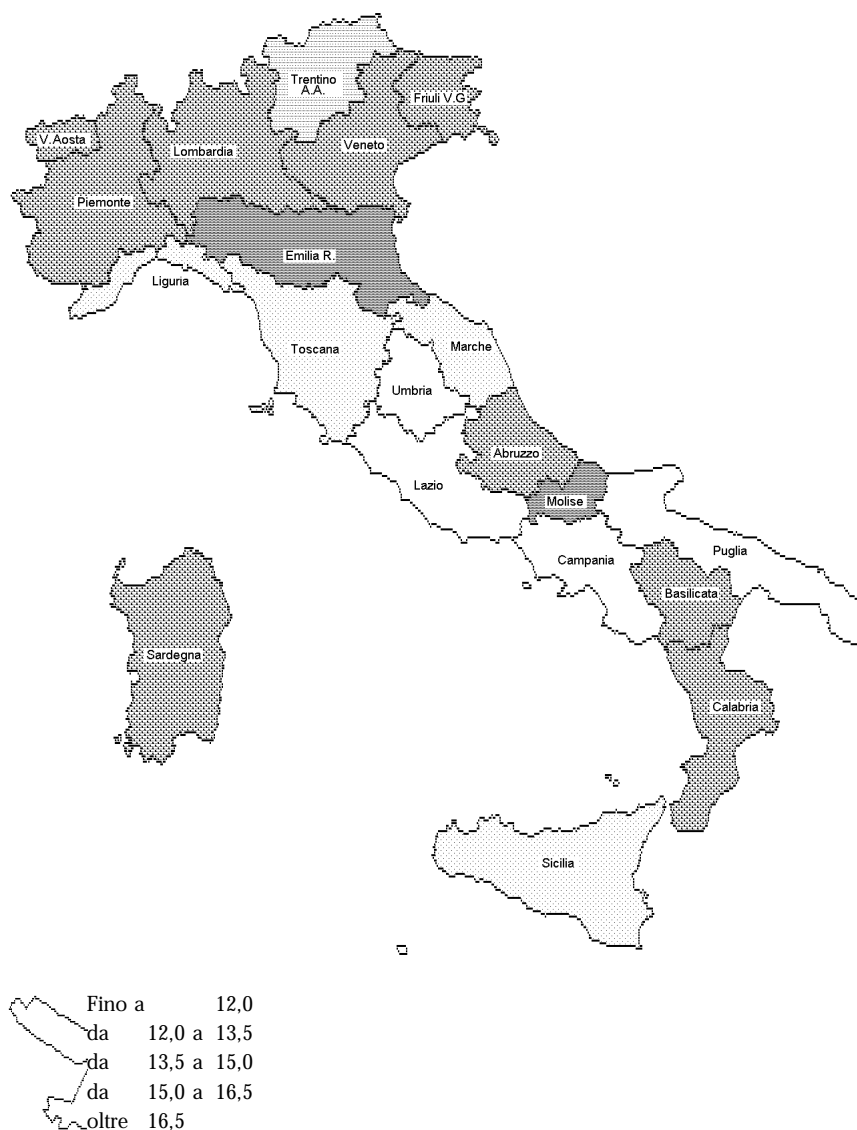 Trentino
A.A.
Friuli V.G
V.Aosta
Lombardia
Veneto
Piemonte
Emilia R.
Liguria
Toscana
Marche
Umbria
Abruzzo
Lazio
Molise
Campania
Puglia
Basilicata
Sardegna
Calabria
Sicilia
Fino a 12,0
da 12,0 a 13,5
da 13,5 a 15,0
da 15,0 a 16,5
oltre 16,5